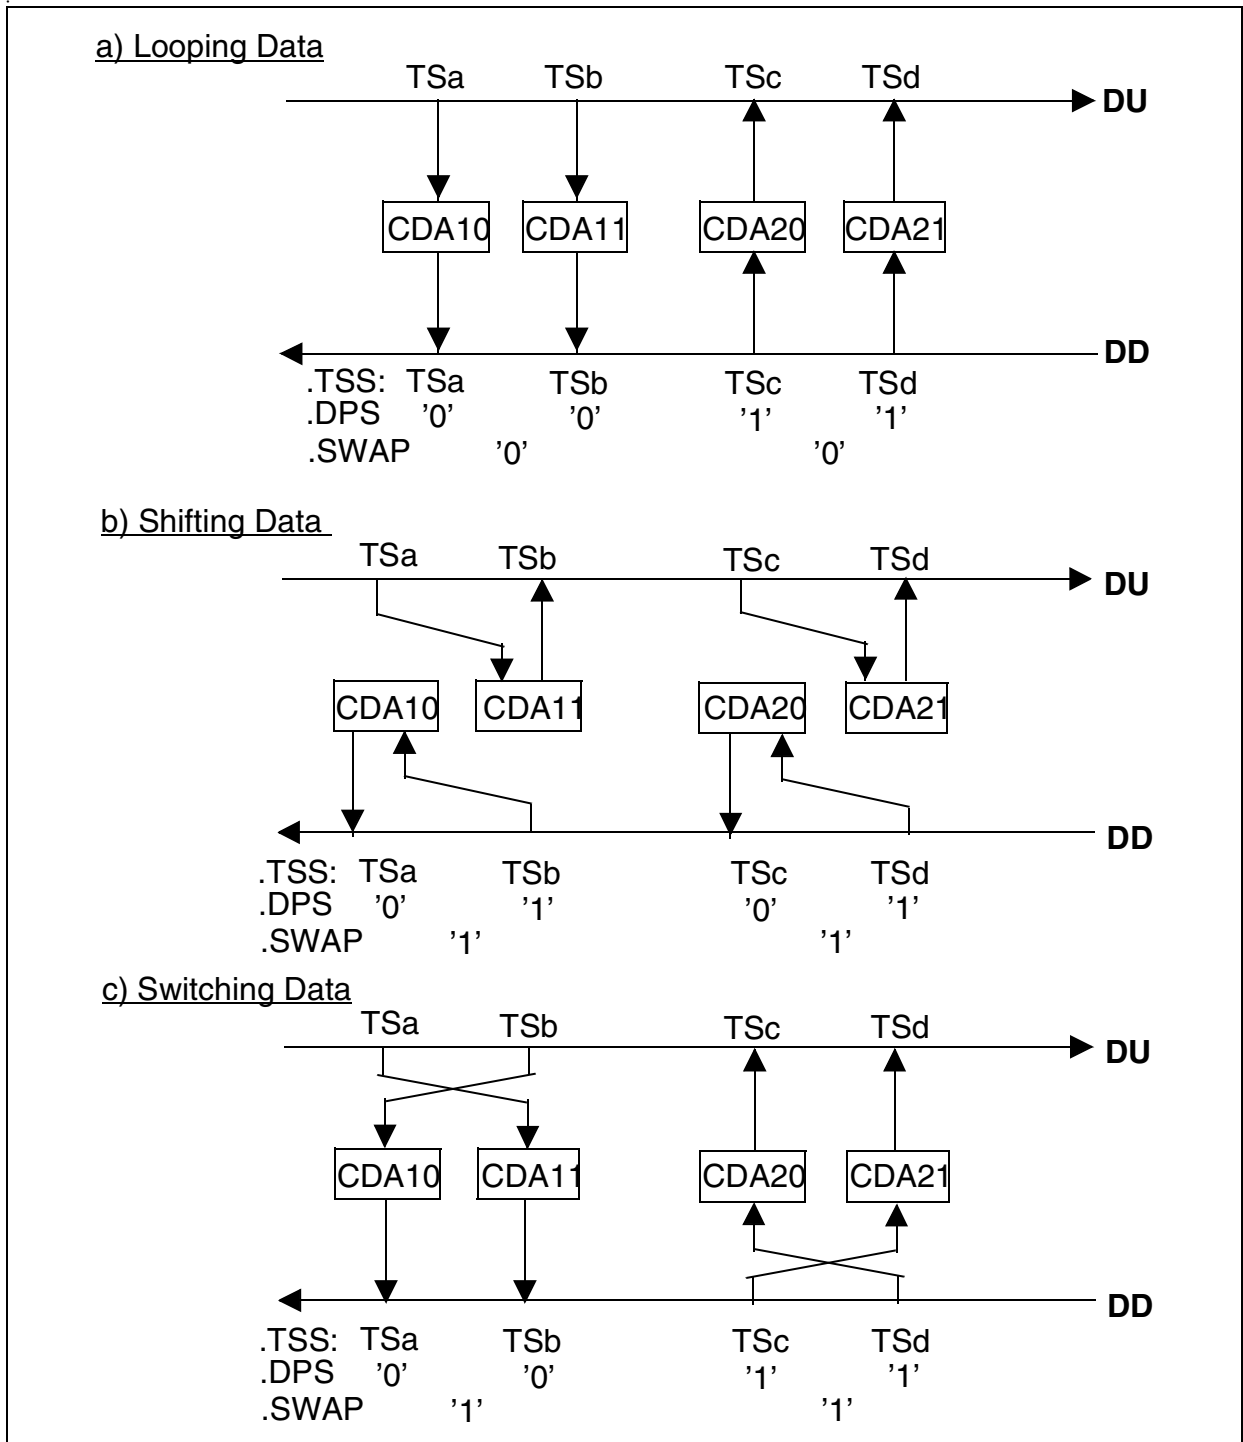 a) Looping Data
TSa TSb TSc TSd
DU
CDA10 CDA11 CDA20 CDA21
DD
.TSS: TSa TSb TSc TSd
.DPS '0' '0' '1' '1'
.SWAP '0' '0'
b) Shifting Data
TSa TSb TSc TSd
DU
CDA10 CDA11 CDA20 CDA21
DD
.TSS: TSa TSb TSc TSd
.DPS '0' '1' '0' '1'
.SWAP '1' '1'
c) Switching Data
TSa TSb TSc TSd
DU
CDA10 CDA11 CDA20 CDA21
DD
.TSS: TSa TSb TSc TSd
.DPS '0' '0' '1' '1'
.SWAP '1' '1'